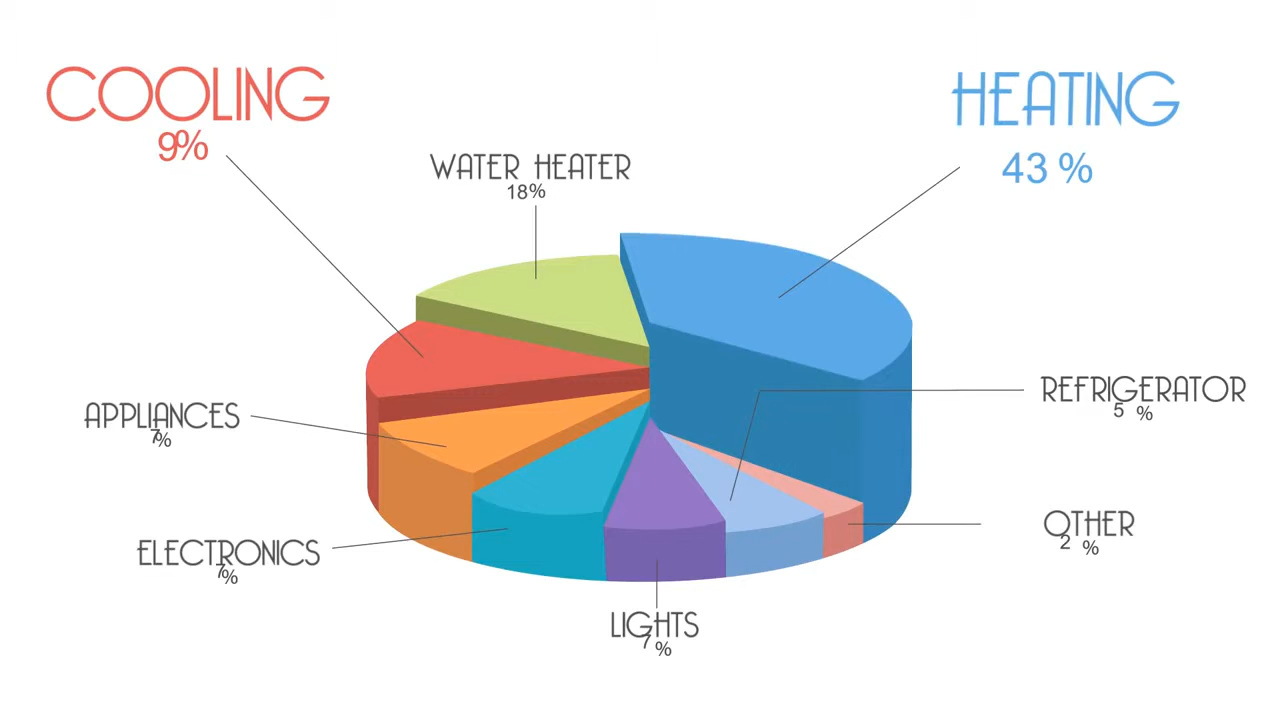 COOLING
9%
HEATING
43 %
WATER HEATER
18%
REFRIGERATOR
5 %
APPLIANCES
7%
OTHER
2 %
ELECTRONICS
7%
LIGHTS
7 %